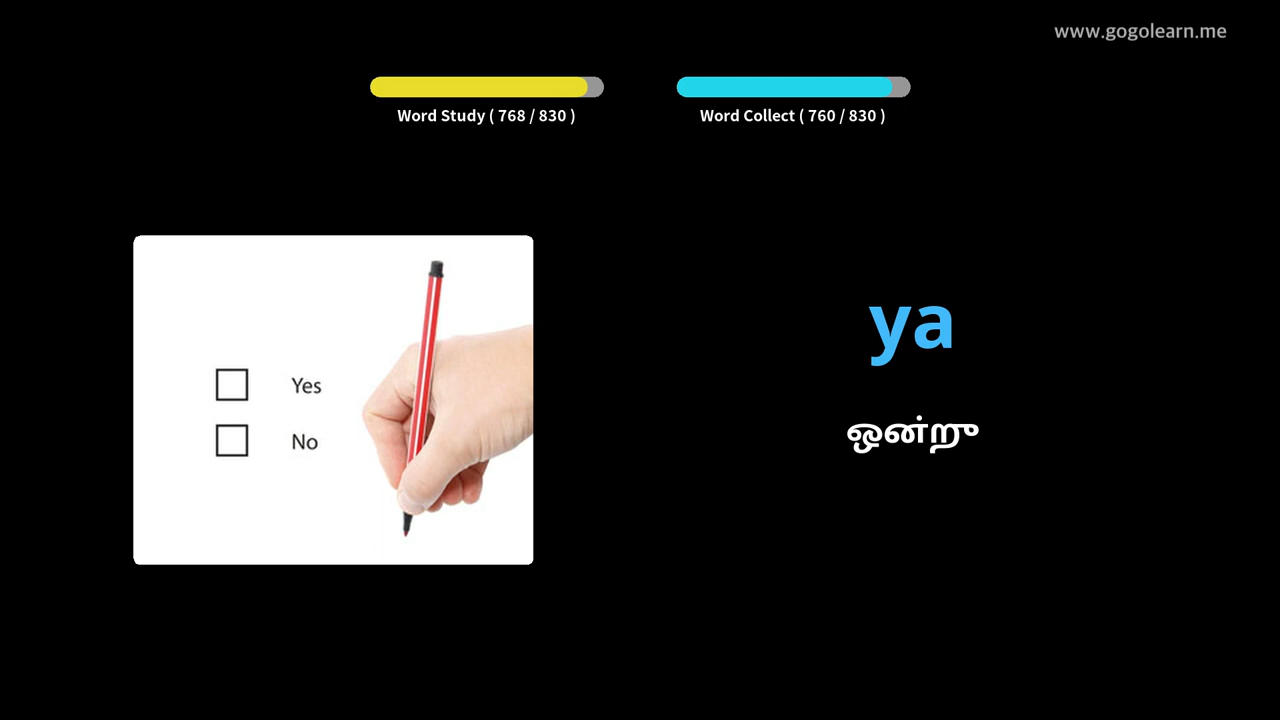 www.gogolearn.me
Word Study ( 768 / 830 )
Word Collect ( 760 / 830 )
Yes
No
ya
ஒன்று